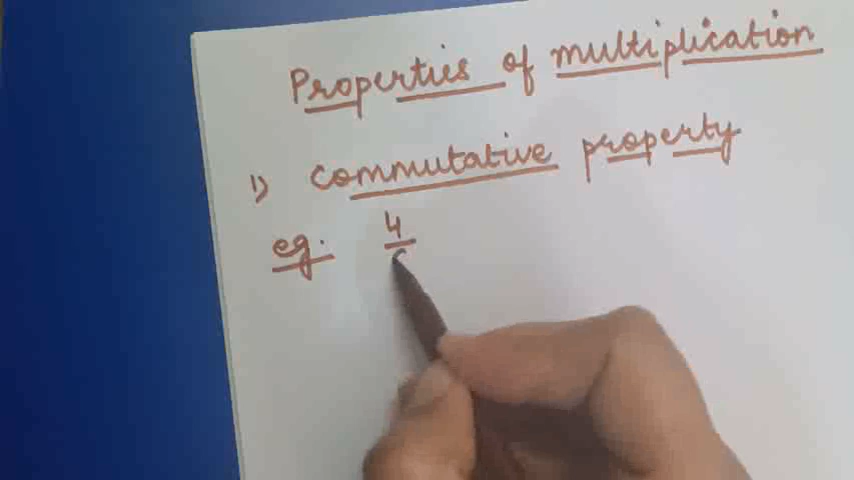 Properties of multiplication
1) Commutative property
eg. 4